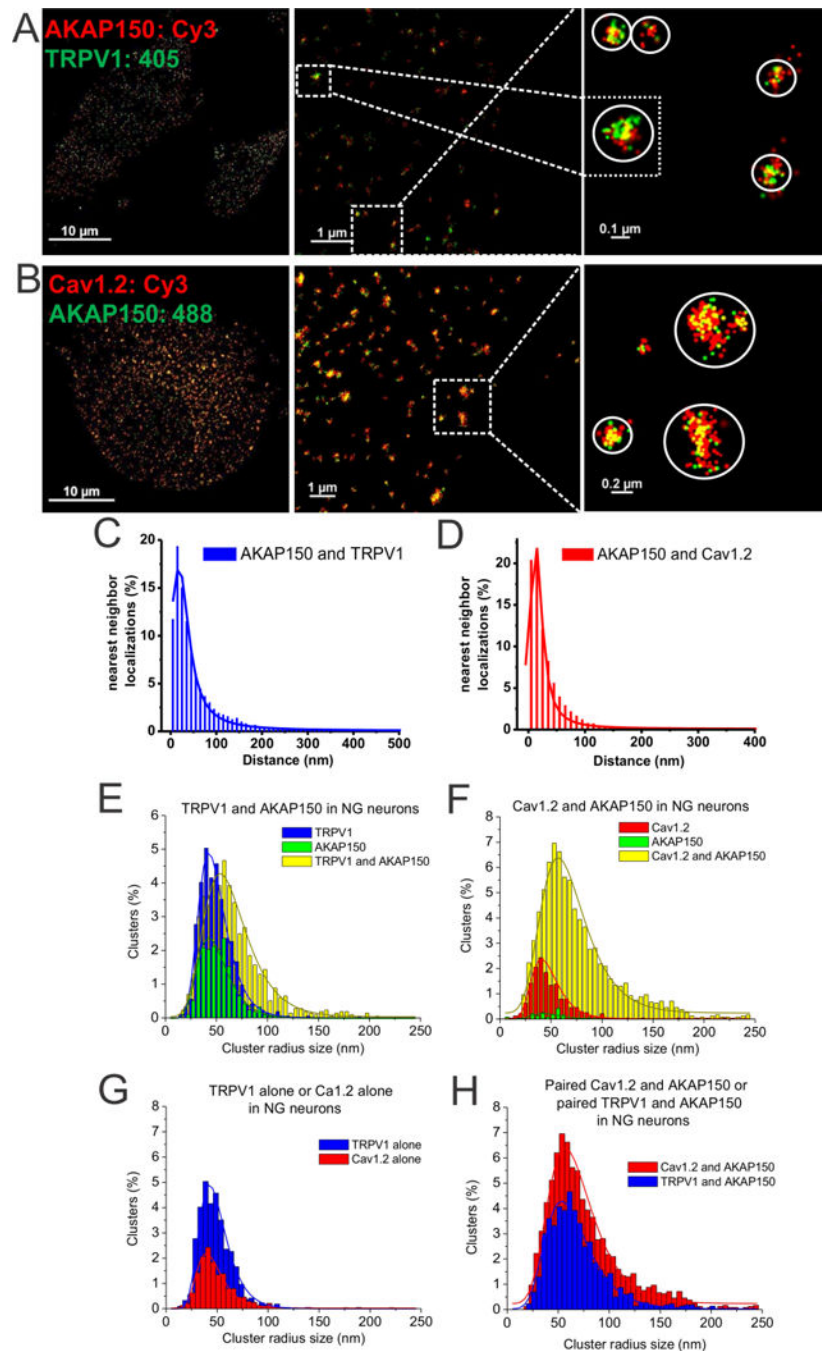 A
AKAP150: Cy3
TRPV1: 405
10 µm
1 µm
0.1 µm
B
Cav1.2: Cy3
AKAP150: 488
10 µm
1 µm
0.2 µm
C
AKAP150 and TRPV1
nearest neighbor
localizations (%)
20
15
10
5
0
0 100 200 300 400 500
Distance (nm)
D
AKAP150 and Cav1.2
nearest neighbor
localizations (%)
20
15
10
5
0
0 100 200 300 400
Distance (nm)
E
TRPV1 and AKAP150 in NG neurons
TRPV1
AKAP150
TRPV1 and AKAP150
Clusters (%)
6
5
4
3
2
1
0
0 50 100 150 200 250
Cluster radius size (nm)
F
Cav1.2 and AKAP150 in NG neurons
Cav1.2
AKAP150
Cav1.2 and AKAP150
Clusters (%)
8
7
6
5
4
3
2
1
0
0 50 100 150 200 250
Cluster radius size (nm)
G
TRPV1 alone or Ca1.2 alone
in NG neurons
TRPV1 alone
Cav1.2 alone
Clusters (%)
8
7
6
5
4
3
2
1
0
0 50 100 150 200 250
Cluster radius size (nm)
H
Paired Cav1.2 and AKAP150 or
paired TRPV1 and AKAP150
in NG neurons
Cav1.2 and AKAP150
TRPV1 and AKAP150
Clusters (%)
8
7
6
5
4
3
2
1
0
0 50 100 150 200 250
Cluster radius size (nm)